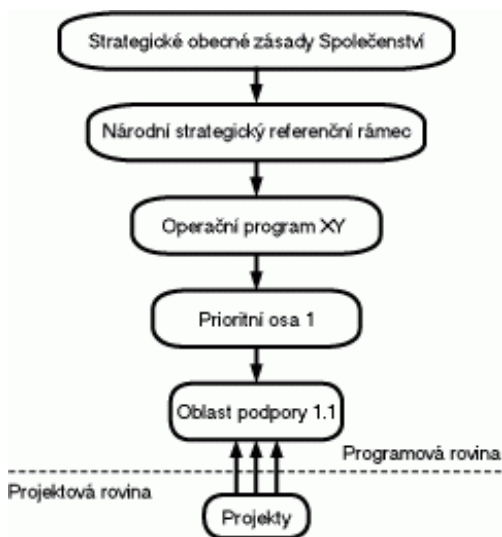 Strategické obecné zásady Společenství
Národní strategický referenční rámec
Operační program XY
Prioritní osa 1
Oblast podpory 1.1
Programová rovina
Projektová rovina
Projekty